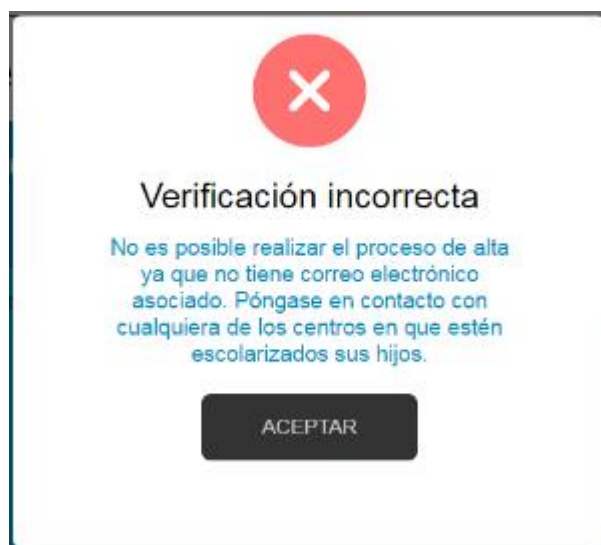 Verificación incorrecta
No es posible realizar el proceso de alta
ya que no tiene correo electrónico
asociado. Póngase en contacto con
cualquiera de los centros en que estén
escolarizados sus hijos.
ACEPTAR